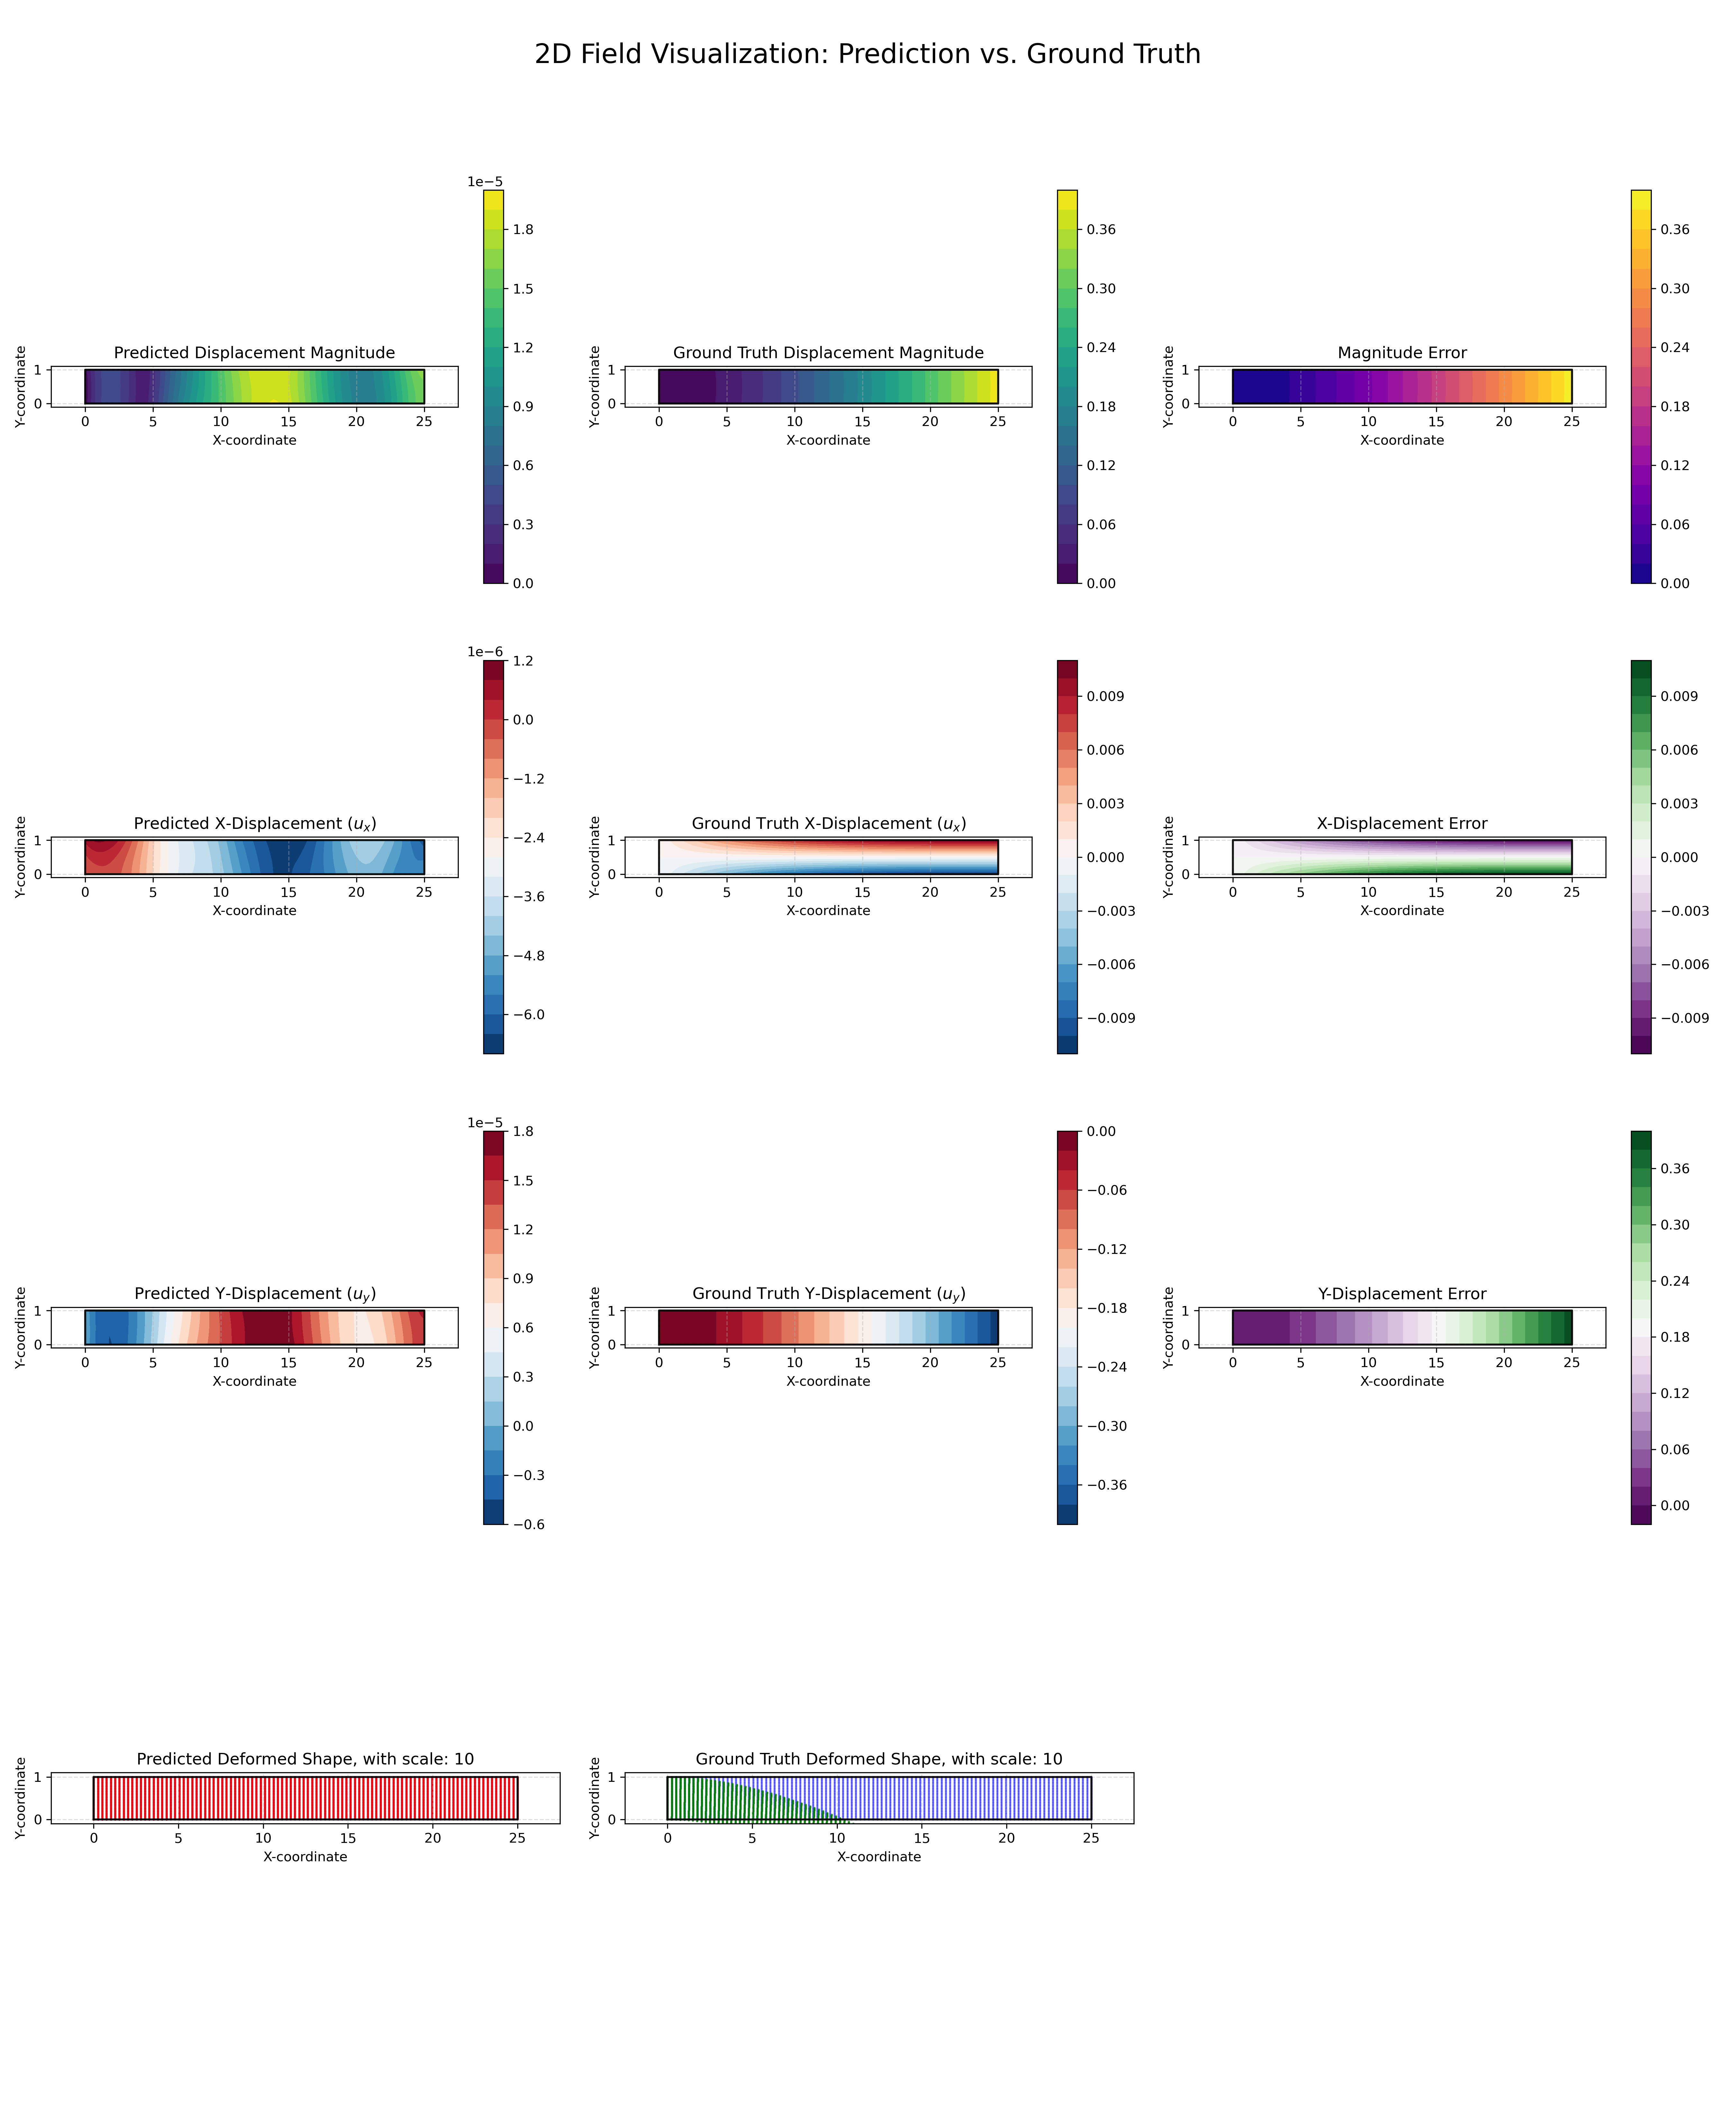 2D Field Visualization: Prediction vs. Ground Truth
1e−5
1.8
1.5
1.2
0.9
0.6
0.3
0.0
Predicted Displacement Magnitude
Y-coordinate
1
0
0 5 10 15 20 25
X-coordinate
0.36
0.30
0.24
0.18
0.12
0.06
0.00
Ground Truth Displacement Magnitude
Y-coordinate
1
0
0 5 10 15 20 25
X-coordinate
0.36
0.30
0.24
0.18
0.12
0.06
0.00
Magnitude Error
Y-coordinate
1
0
0 5 10 15 20 25
X-coordinate
1e−6
1.2
0.0
−1.2
−2.4
−3.6
−4.8
−6.0
Predicted X-Displacement (uₓ)
Y-coordinate
1
0
0 5 10 15 20 25
X-coordinate
0.009
0.006
0.003
0.000
−0.003
−0.006
−0.009
Ground Truth X-Displacement (uₓ)
Y-coordinate
1
0
0 5 10 15 20 25
X-coordinate
0.009
0.006
0.003
0.000
−0.003
−0.006
−0.009
X-Displacement Error
Y-coordinate
1
0
0 5 10 15 20 25
X-coordinate
1e−5
1.8
1.5
1.2
0.9
0.6
0.3
0.0
−0.3
−0.6
Predicted Y-Displacement (u_y)
Y-coordinate
1
0
0 5 10 15 20 25
X-coordinate
0.00
−0.06
−0.12
−0.18
−0.24
−0.30
−0.36
Ground Truth Y-Displacement (u_y)
Y-coordinate
1
0
0 5 10 15 20 25
X-coordinate
0.36
0.30
0.24
0.18
0.12
0.06
0.00
Y-Displacement Error
Y-coordinate
1
0
0 5 10 15 20 25
X-coordinate
Predicted Deformed Shape, with scale: 10
Y-coordinate
1
0
0 5 10 15 20 25
X-coordinate
Ground Truth Deformed Shape, with scale: 10
Y-coordinate
1
0
0 5 10 15 20 25
X-coordinate